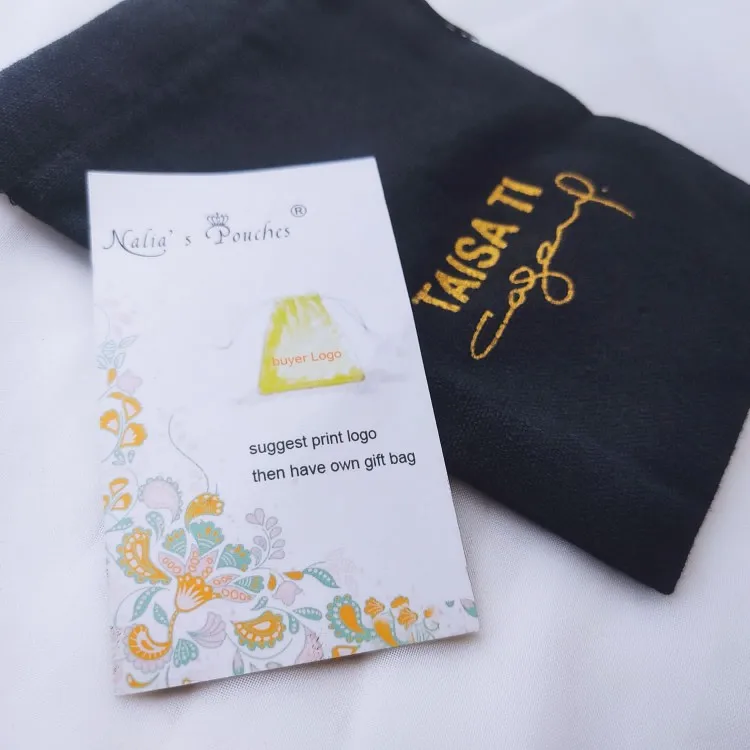 Nalia's Pouches®
buyer Logo
suggest print logo
then have own gift bag
TAISA TI